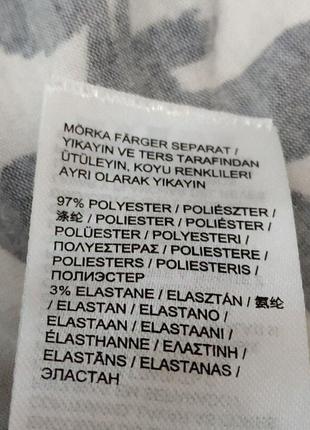 MÖRKA FÄRGER SEPARAT /
YIKAYIN VE TERS TARAFINDAN
ÜTÜLEYIN, KOYU RENKLILERI
AYRI OLARAK YIKAYIN
97% POLYESTER / POLIÉSZTER /
涤纶 / POLIESTER / POLIÉSTER /
POLÜESTER / POLYESTERI /
ΠΟΛΥΕΣΤΕΡΑΣ / POLIESTERE /
POLIESTERS / POLIESTERIS /
ПОЛИЭСТЕР
3% ELASTANE / ELASZTÁN / 氨纶
/ ELASTAN / ELASTANO /
ELASTAAN / ELASTAANI /
ÉLASTHANNE / ΕΛΑΣΤΙΝΗ /
ELASTĀNS / ELASTANAS /
ЭЛАСТАН